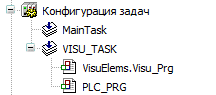 Конфигурация задач
MainTask
VISU_TASK
VisuElems.Visu_Prg
PLC_PRG